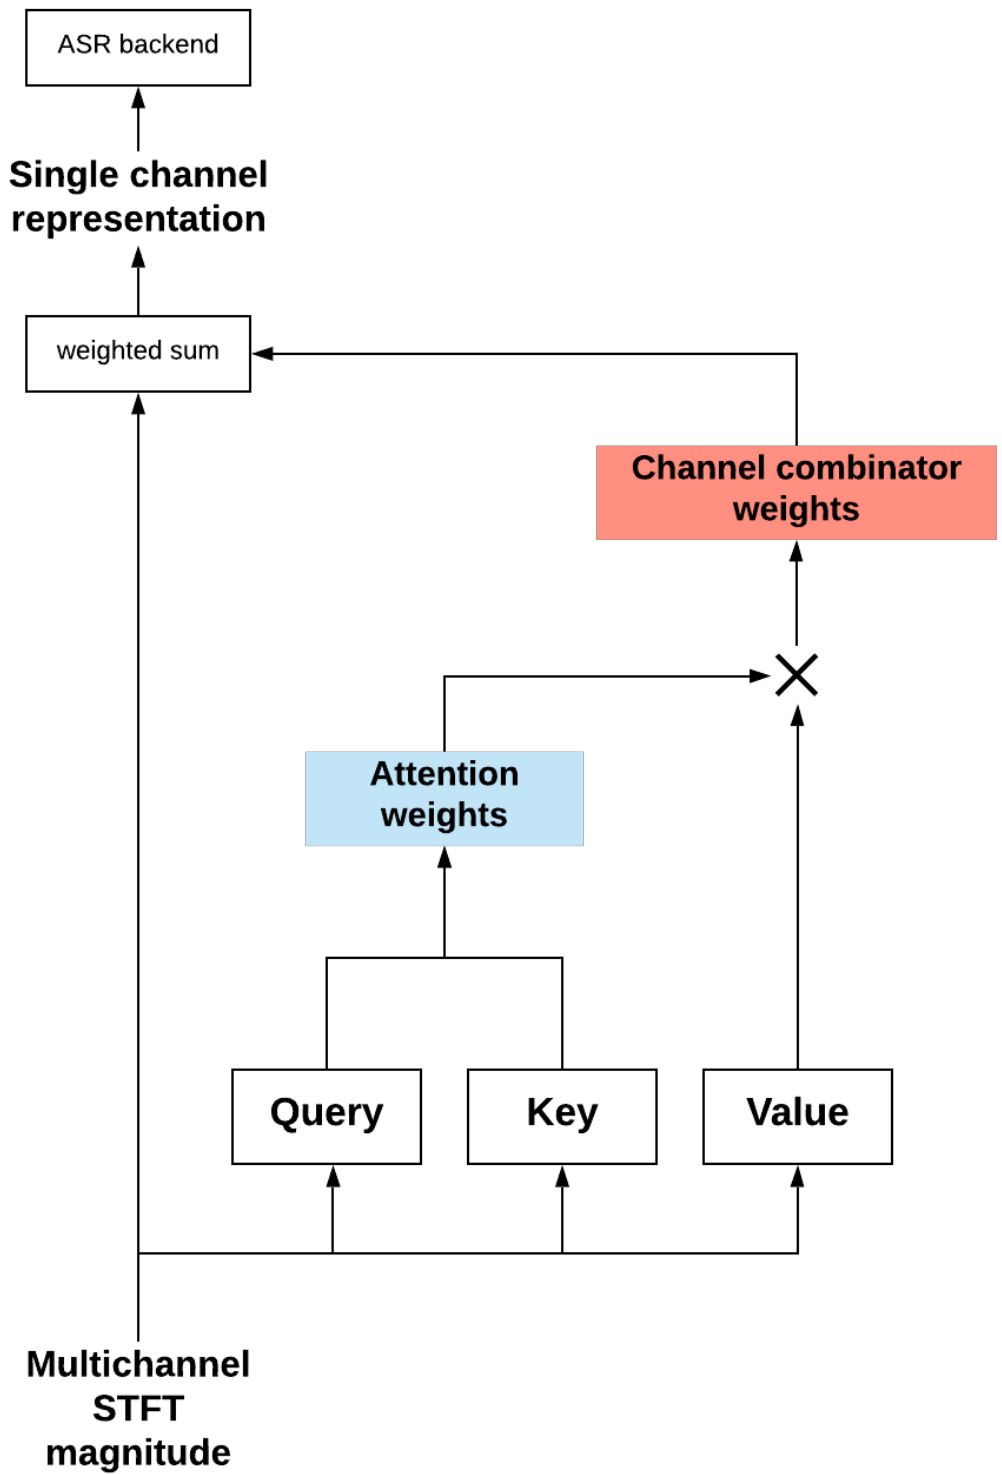 ASR backend
Single channel
representation
weighted sum
Channel combinator
weights
Attention
weights
Query
Key
Value
Multichannel
STFT
magnitude